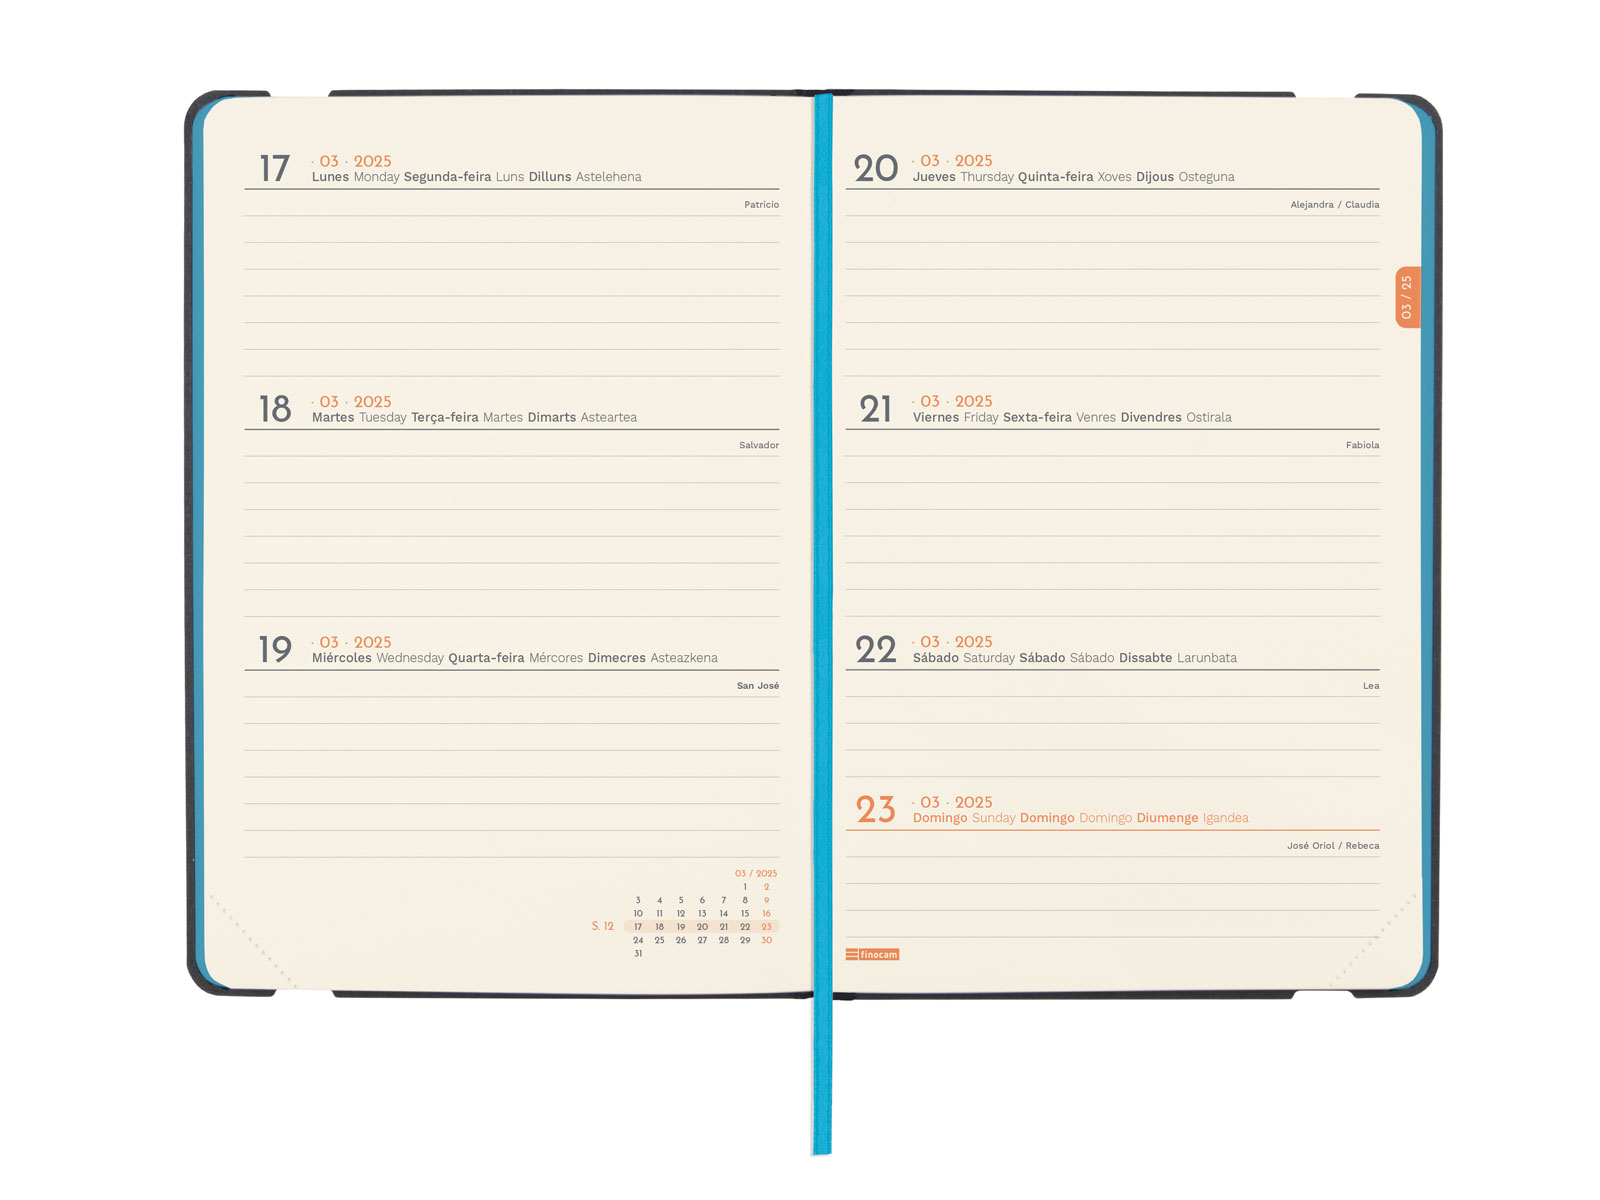 17 · 03 · 2025
Lunes Monday Segunda-feira Luns Dilluns Astelehena
Patricio
18 · 03 · 2025
Martes Tuesday Terça-feira Martes Dimarts Asteartea
Salvador
19 · 03 · 2025
Miércoles Wednesday Quarta-feira Mércores Dimecres Asteazkena
San José
03 / 2025
1 2
3 4 5 6 7 8 9
10 11 12 13 14 15 16
S. 12 17 18 19 20 21 22 23
24 25 26 27 28 29 30
31
20 · 03 · 2025
Jueves Thursday Quinta-feira Xoves Dijous Osteguna
Alejandra / Claudia
03 / 25
21 · 03 · 2025
Viernes Friday Sexta-feira Venres Divendres Ostirala
Fabiola
22 · 03 · 2025
Sábado Saturday Sábado Sábado Dissabte Larunbata
Lea
23 · 03 · 2025
Domingo Sunday Domingo Domingo Diumenge Igandea
José Oriol / Rebeca
finocam